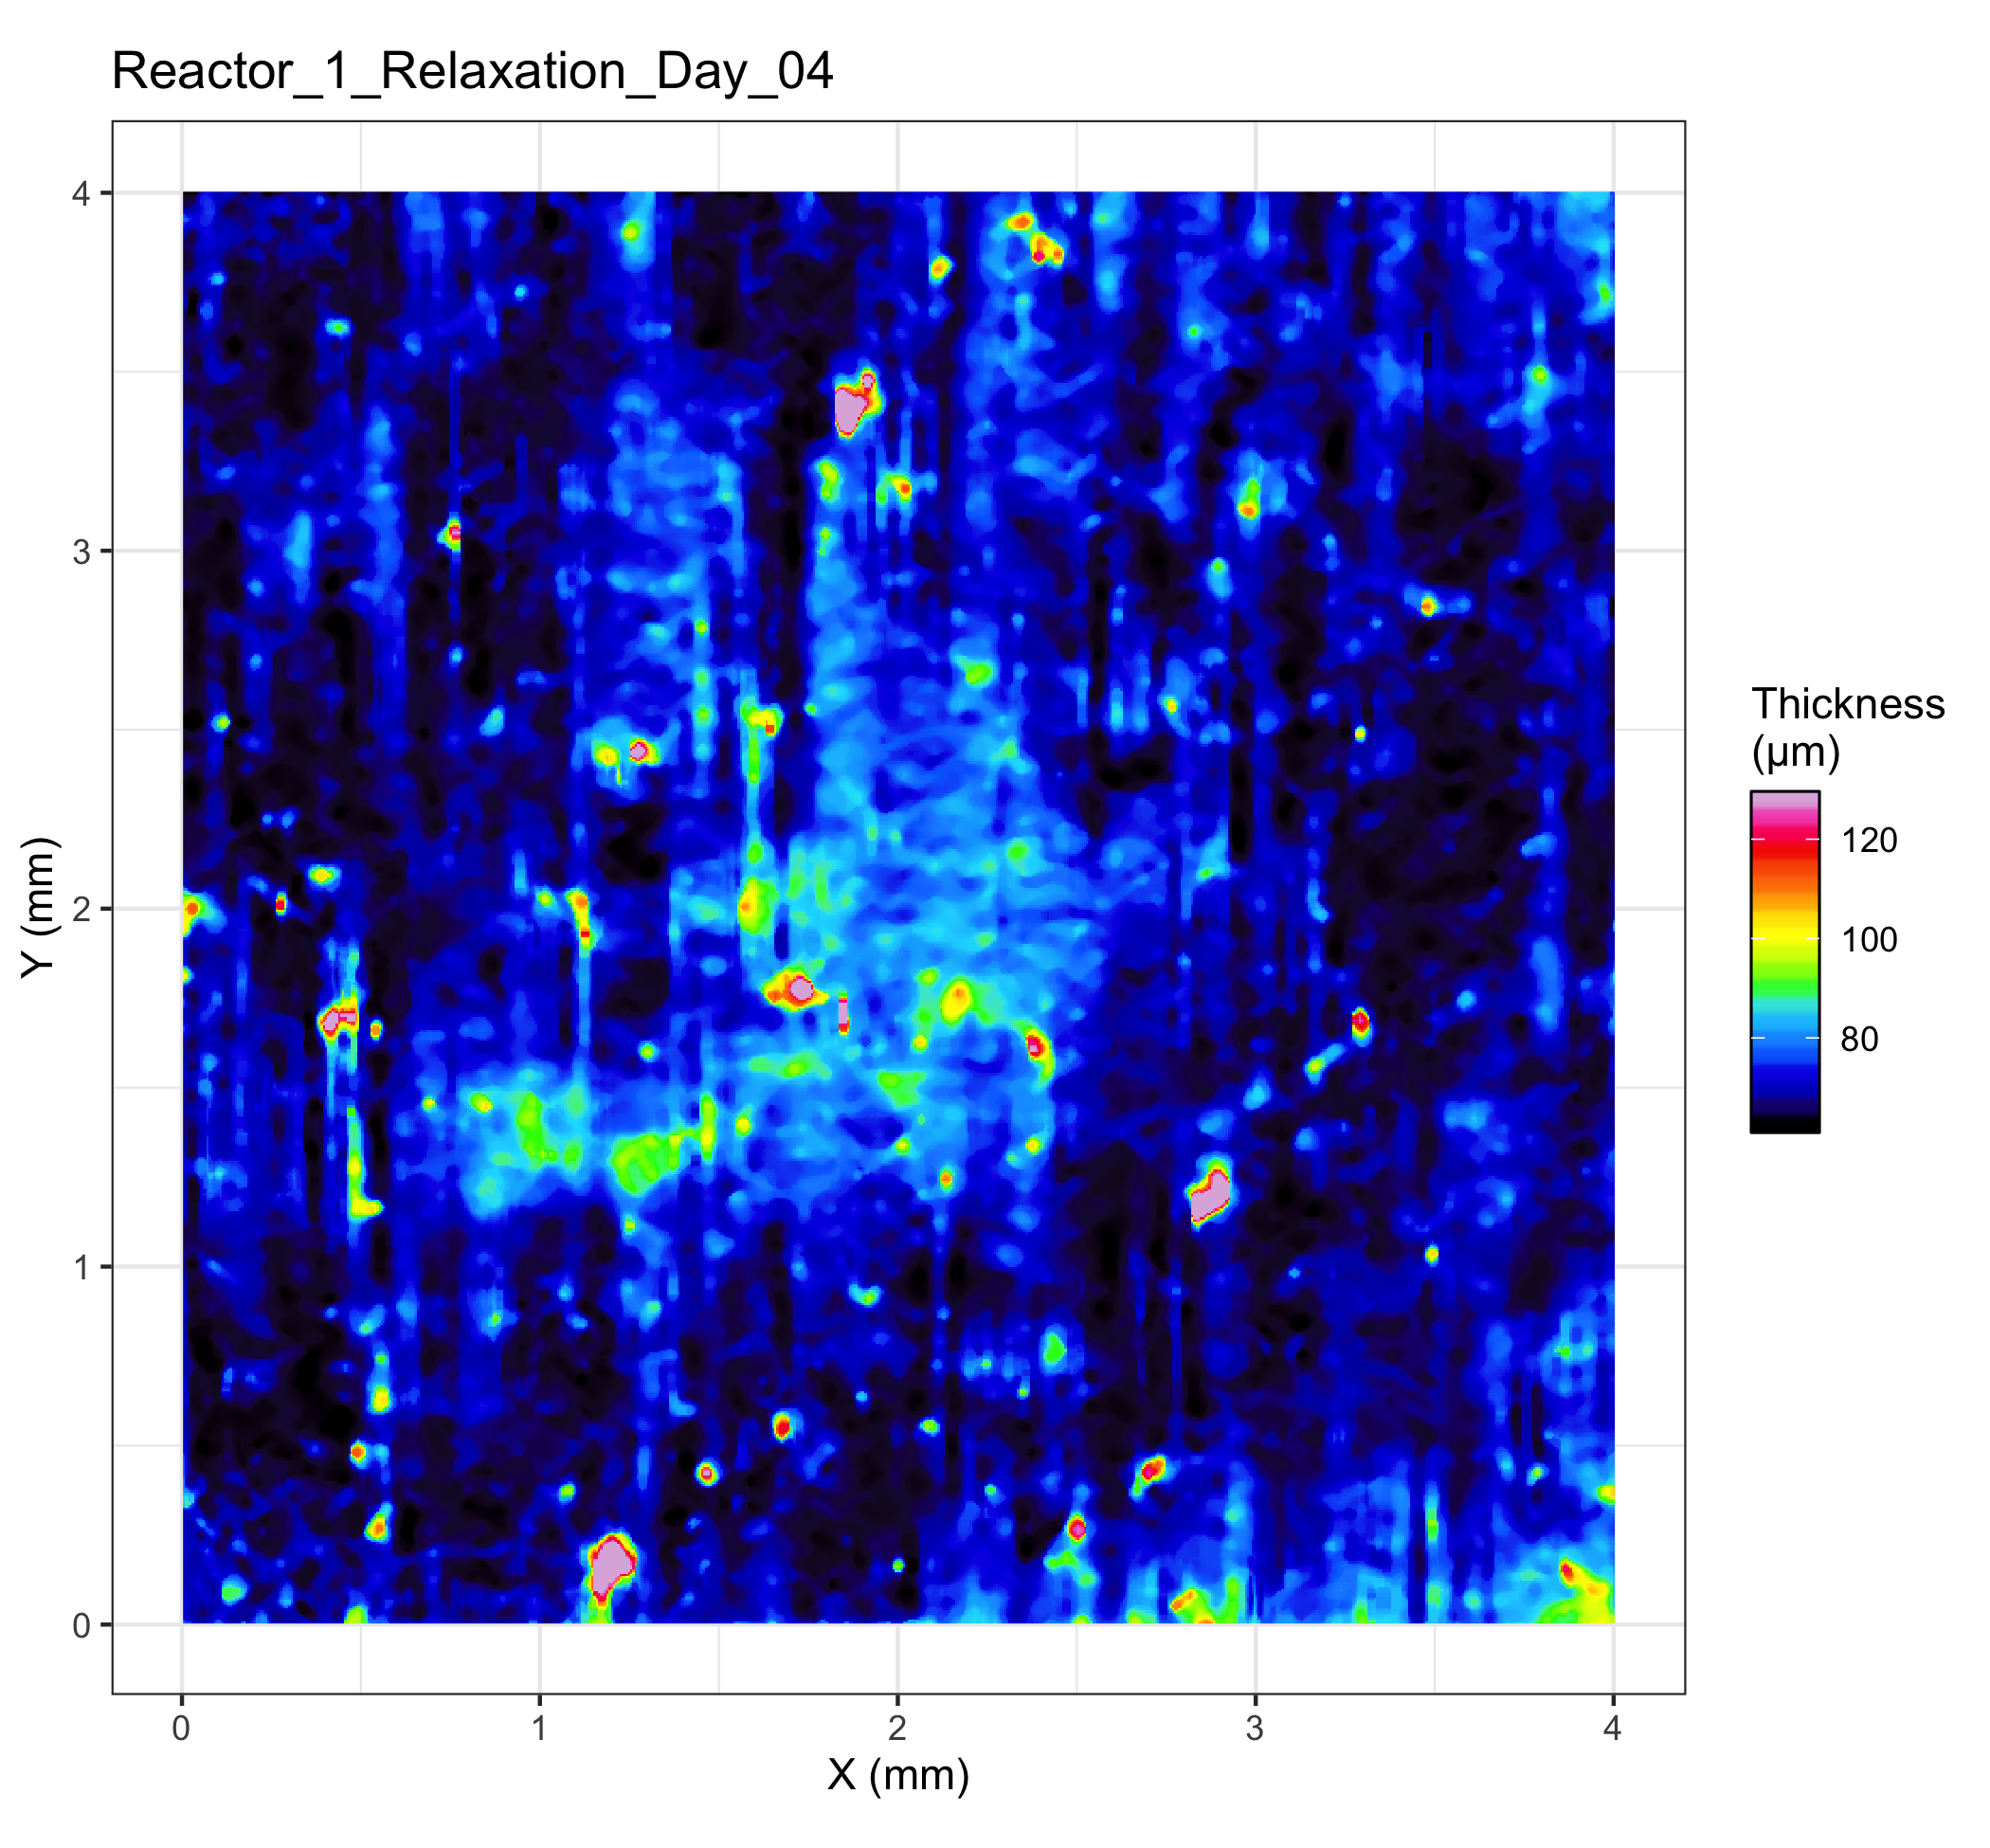 Reactor_1_Relaxation_Day_04
4
3
2
1
0
Y (mm)
0 1 2 3 4
X (mm)
Thickness
(μm)
120
100
80